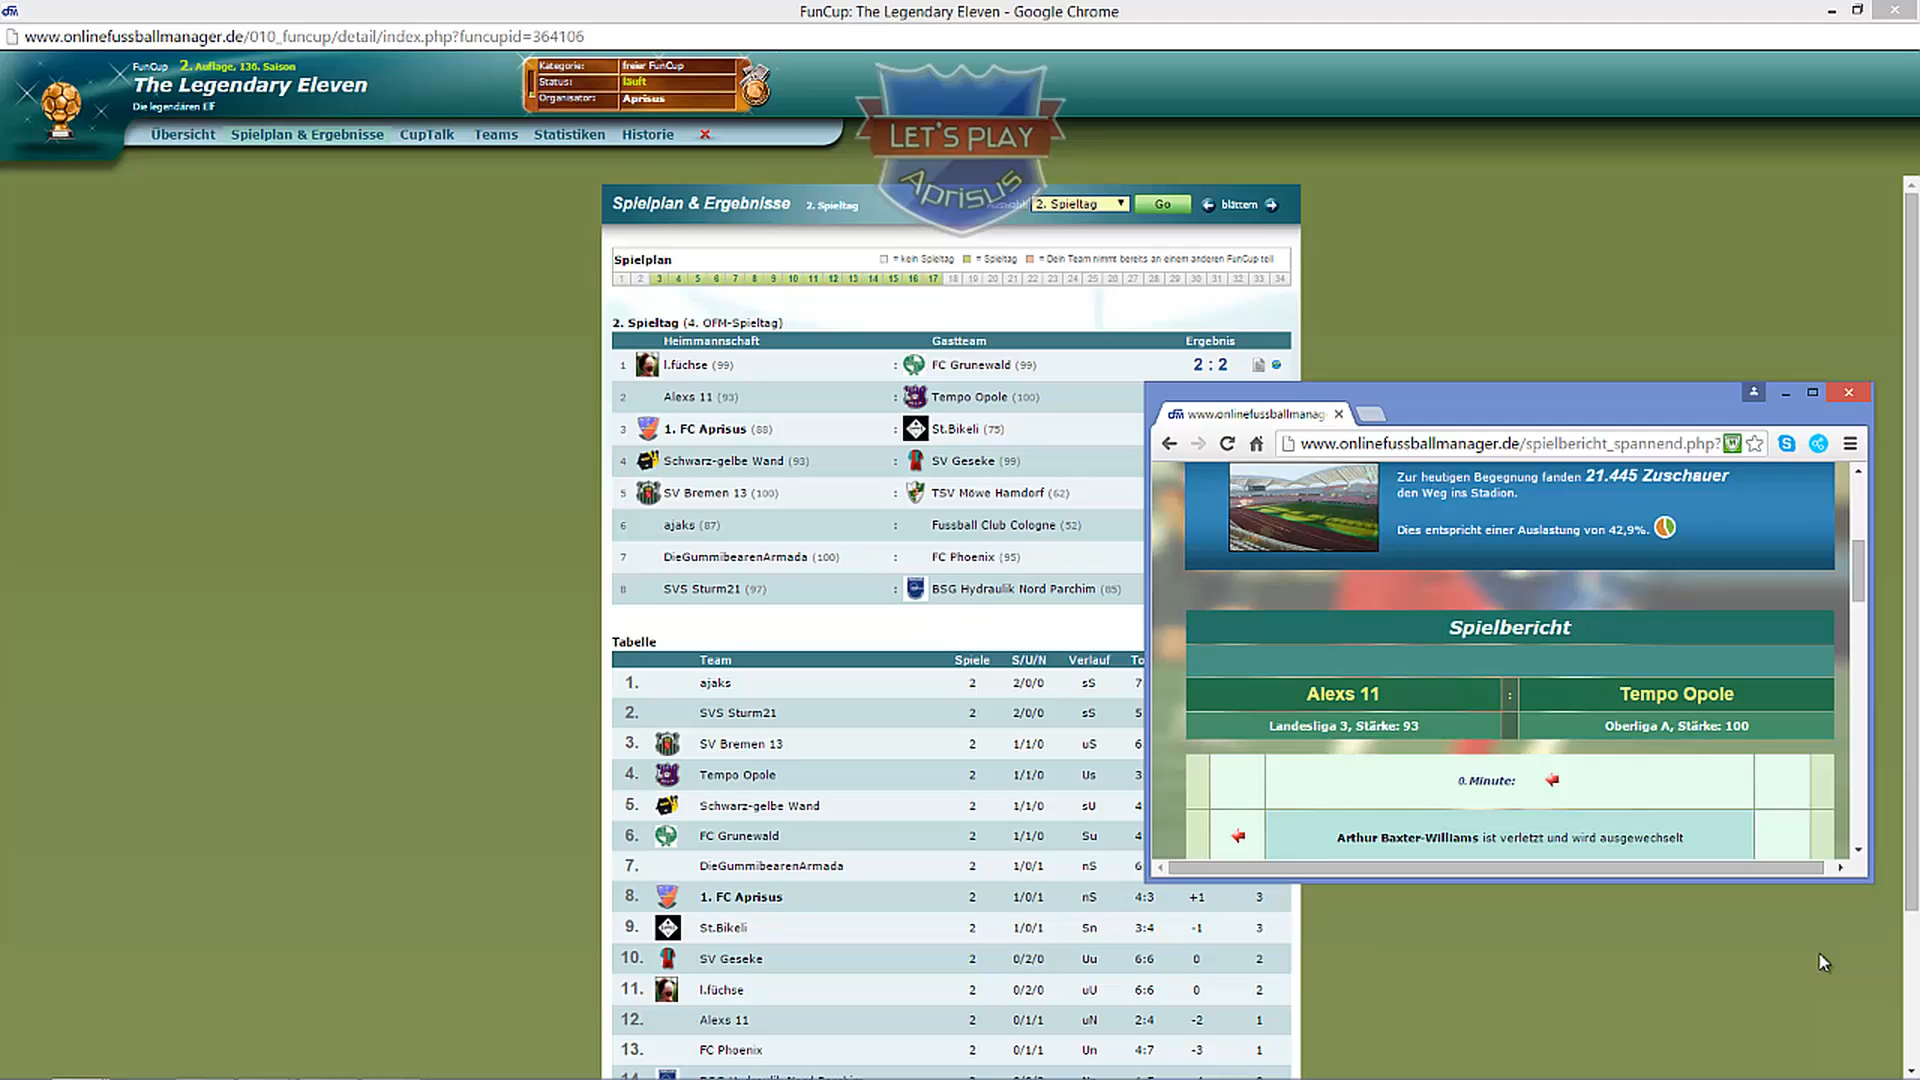 FunCup: The Legendary Eleven - Google Chrome
www.onlinefussballmanager.de/010_funcup/detail/index.php?funcupid=364106
FunCup 2. Auflage, 136. Saison
The Legendary Eleven
Die legendären Elf
Kategorie: freier FunCup
Status: läuft
Organisator: Aprisus
Übersicht Spielplan & Ergebnisse CupTalk Teams Statistiken Historie
LET'S PLAY
Aprisus
Spielplan & Ergebnisse 2. Spieltag 2. Spieltag Go blättern
Spielplan = kein Spieltag = Spieltag = Dein Team nimmt bereits an einem anderen FunCup teil
1 2 3 4 5 6 7 8 9 10 11 12 13 14 15 16 17 18 19 20 21 22 23 24 25 26 27 28 29 30 31 32 33 34
2. Spieltag (4. OFM-Spieltag)
Heimmannschaft Gastteam Ergebnis
1 l.füchse (99) : FC Grunewald (99) 2 : 2
2 Alexs 11 (93) : Tempo Opole (100)
3 1. FC Aprisus (88) : St.Bikeli (75)
4 Schwarz-gelbe Wand (93) : SV Geseke (99)
5 SV Bremen 13 (100) : TSV Möwe Hamdorf (62)
6 ajaks (87) : Fussball Club Cologne (52)
7 DieGummibearenArmada (100) : FC Phoenix (95)
8 SVS Sturm21 (97) : BSG Hydraulik Nord Parchim (85)
Tabelle
Team Spiele S/U/N Verlauf To
1. ajaks 2 2/0/0 sS 7
2. SVS Sturm21 2 2/0/0 sS 5
3. SV Bremen 13 2 1/1/0 uS 6
4. Tempo Opole 2 1/1/0 Us 3
5. Schwarz-gelbe Wand 2 1/1/0 sU 4
6. FC Grunewald 2 1/1/0 Su 4
7. DieGummibearenArmada 2 1/0/1 nS 6
8. 1. FC Aprisus 2 1/0/1 nS 4:3 +1 3
9. St.Bikeli 2 1/0/1 Sn 3:4 -1 3
10. SV Geseke 2 0/2/0 Uu 6:6 0 2
11. l.füchse 2 0/2/0 uU 6:6 0 2
12. Alexs 11 2 0/1/1 uN 2:4 -2 1
13. FC Phoenix 2 0/1/1 Un 4:7 -3 1
www.onlinefussballmanag
www.onlinefussballmanager.de/spielbericht_spannend.php?
Zur heutigen Begegnung fanden 21.445 Zuschauer
den Weg ins Stadion.
Dies entspricht einer Auslastung von 42,9%.
Spielbericht
Alexs 11 : Tempo Opole
Landesliga 3, Stärke: 93 Oberliga A, Stärke: 100
0. Minute:
Arthur Baxter-Williams ist verletzt und wird ausgewechselt